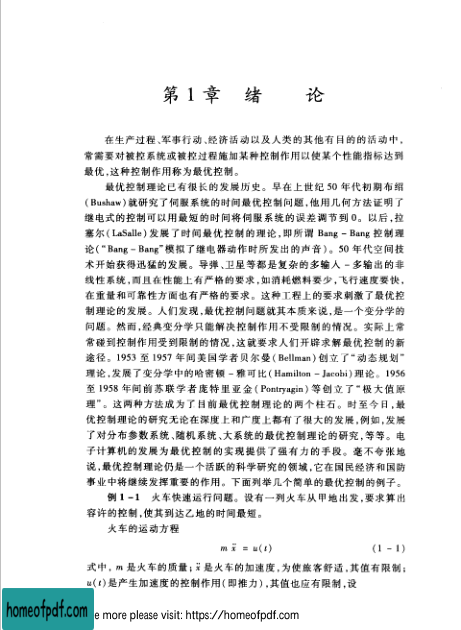 第1章 绪 论
在生产过程、军事行动、经济活动以及人类的其他有目的的活动中,
常需要对被控系统或被控过程施加某种控制作用以使某个性能指标达到
最优,这种控制作用称为最优控制。
最优控制理论已有很长的发展历史。早在上世纪50年代初期布绍
(Bushaw)就研究了伺服系统的时间最优控制问题,他用几何方法证明了
继电式的控制可以用最短的时间将伺服系统的误差调节到0。以后,拉
塞尔(LaSalle)发展了时间最优控制的理论,即所谓 Bang-Bang 控制理
论(“Bang-Bang”模拟了继电器动作时所发出的声音)。50年代空间技
术开始获得迅猛的发展。导弹、卫星等都是复杂的多输入-多输出的非
线性系统,而且在性能上有严格的要求,如消耗燃料要少,飞行速度要快,
在重量和可靠性方面也有严格的要求。这种工程上的要求刺激了最优控
制理论的发展。人们发现,最优控制问题就其本质来说,是一个变分学的
问题。然而,经典变分学只能解决控制作用不受限制的情况。实际上常
常碰到控制作用受到限制的情况,这就要求人们开辟求解最优控制的新
途径。1953至1957年间美国学者贝尔曼(Bellman)创立了“动态规划”
理论,发展了变分学中的哈密顿-雅可比(Hamilton-Jacobi)理论。1956
至1958年间前苏联学者庞特里亚金(Pontryagin)等创立了“极大值原
理”。这两种方法成为了目前最优控制理论的两个柱石。时至今日,最
优控制理论的研究无论在深度上和广度上都有了很大的发展,例如,发展
了对分布参数系统、随机系统、大系统的最优控制理论的研究,等等。电
子计算机的发展为最优控制的实现提供了强有力的手段。毫不夸张地
说,最优控制理论仍是一个活跃的科学研究的领域,它在国民经济和国防
事业中将继续发挥重要的作用。下面列举几个简单的最优控制的例子。
例1-1 火车快速运行问题。设有一列火车从甲地出发,要求算出
容许的控制,使其到达乙地的时间最短。
火车的运动方程
m ẍ = u(t) (1-1)
式中, m 是火车的质量; ẍ 是火车的加速度,为使旅客舒适,其值有限制;
u(t)是产生加速度的控制作用(即推力),其值也应有限制,设
homeofpdf.com
more please visit: https://homeofpdf.com